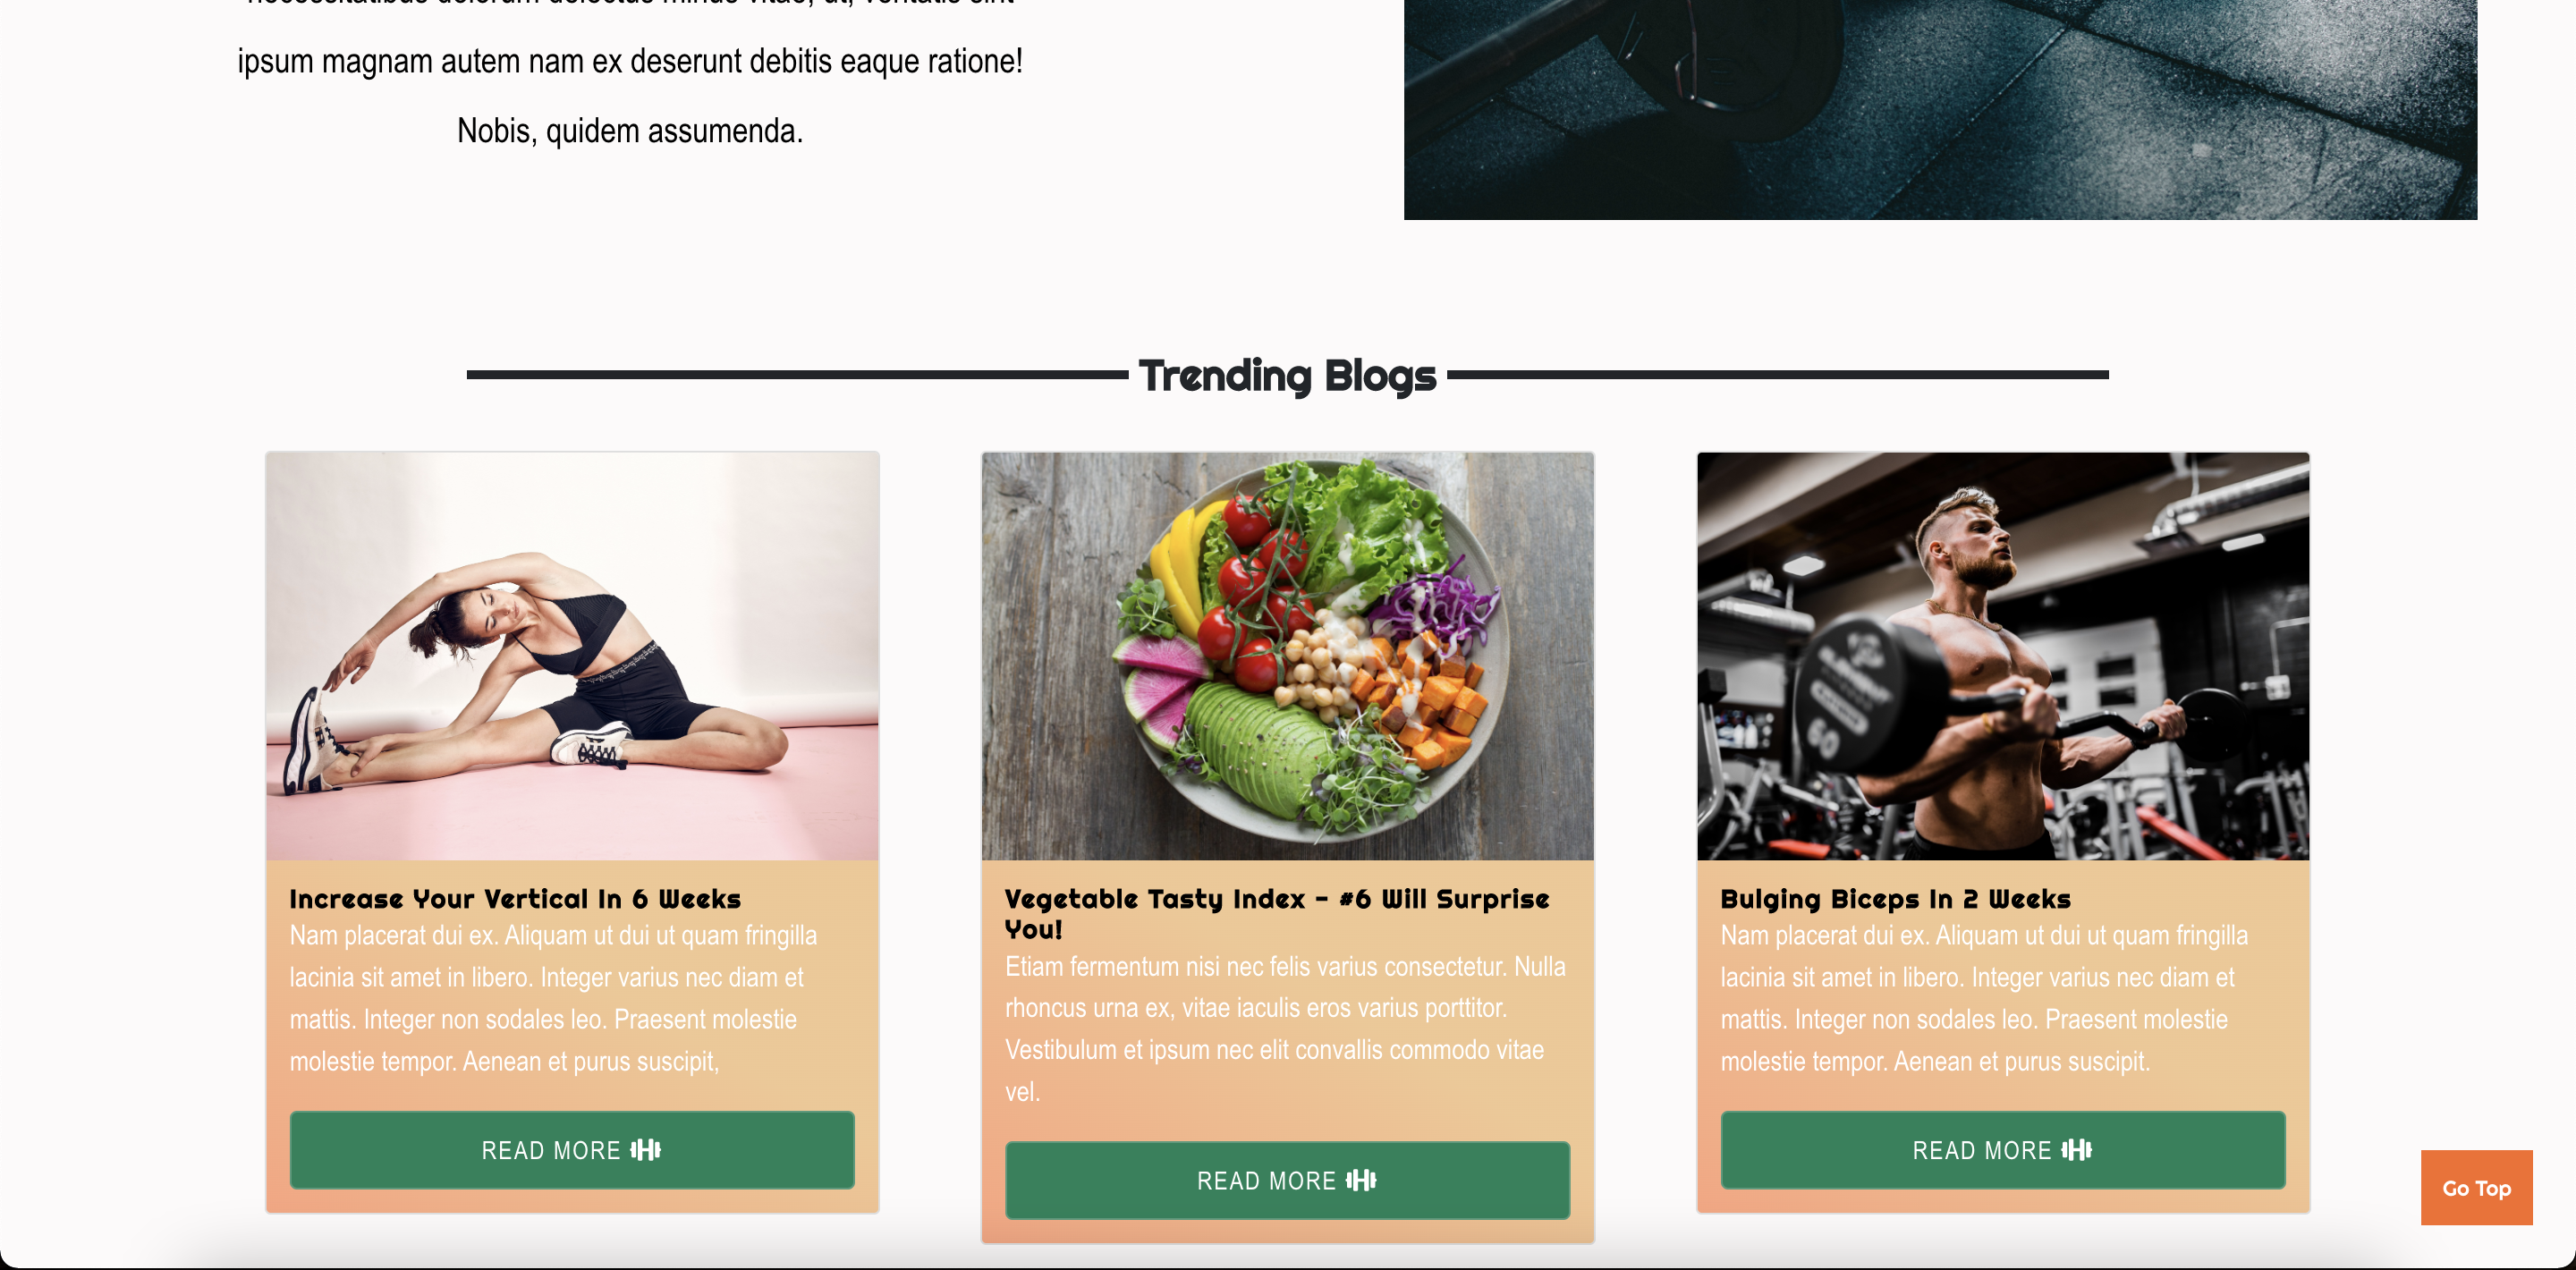 ipsum magnam autem nam ex deserunt debitis eaque ratione!
Nobis, quidem assumenda.
Trending Blogs
Increase Your Vertical In 6 Weeks
Nam placerat dui ex. Aliquam ut dui ut quam fringilla
lacinia sit amet in libero. Integer varius nec diam et
mattis. Integer non sodales leo. Praesent molestie
molestie tempor. Aenean et purus suscipit,
READ MORE
Vegetable Tasty Index - #6 Will Surprise
You!
Etiam fermentum nisi nec felis varius consectetur. Nulla
rhoncus urna ex, vitae iaculis eros varius porttitor.
Vestibulum et ipsum nec elit convallis commodo vitae
vel.
READ MORE
60
Bulging Biceps In 2 Weeks
Nam placerat dui ex. Aliquam ut dui ut quam fringilla
lacinia sit amet in libero. Integer varius nec diam et
mattis. Integer non sodales leo. Praesent molestie
molestie tempor. Aenean et purus suscipit.
READ MORE
Go Top